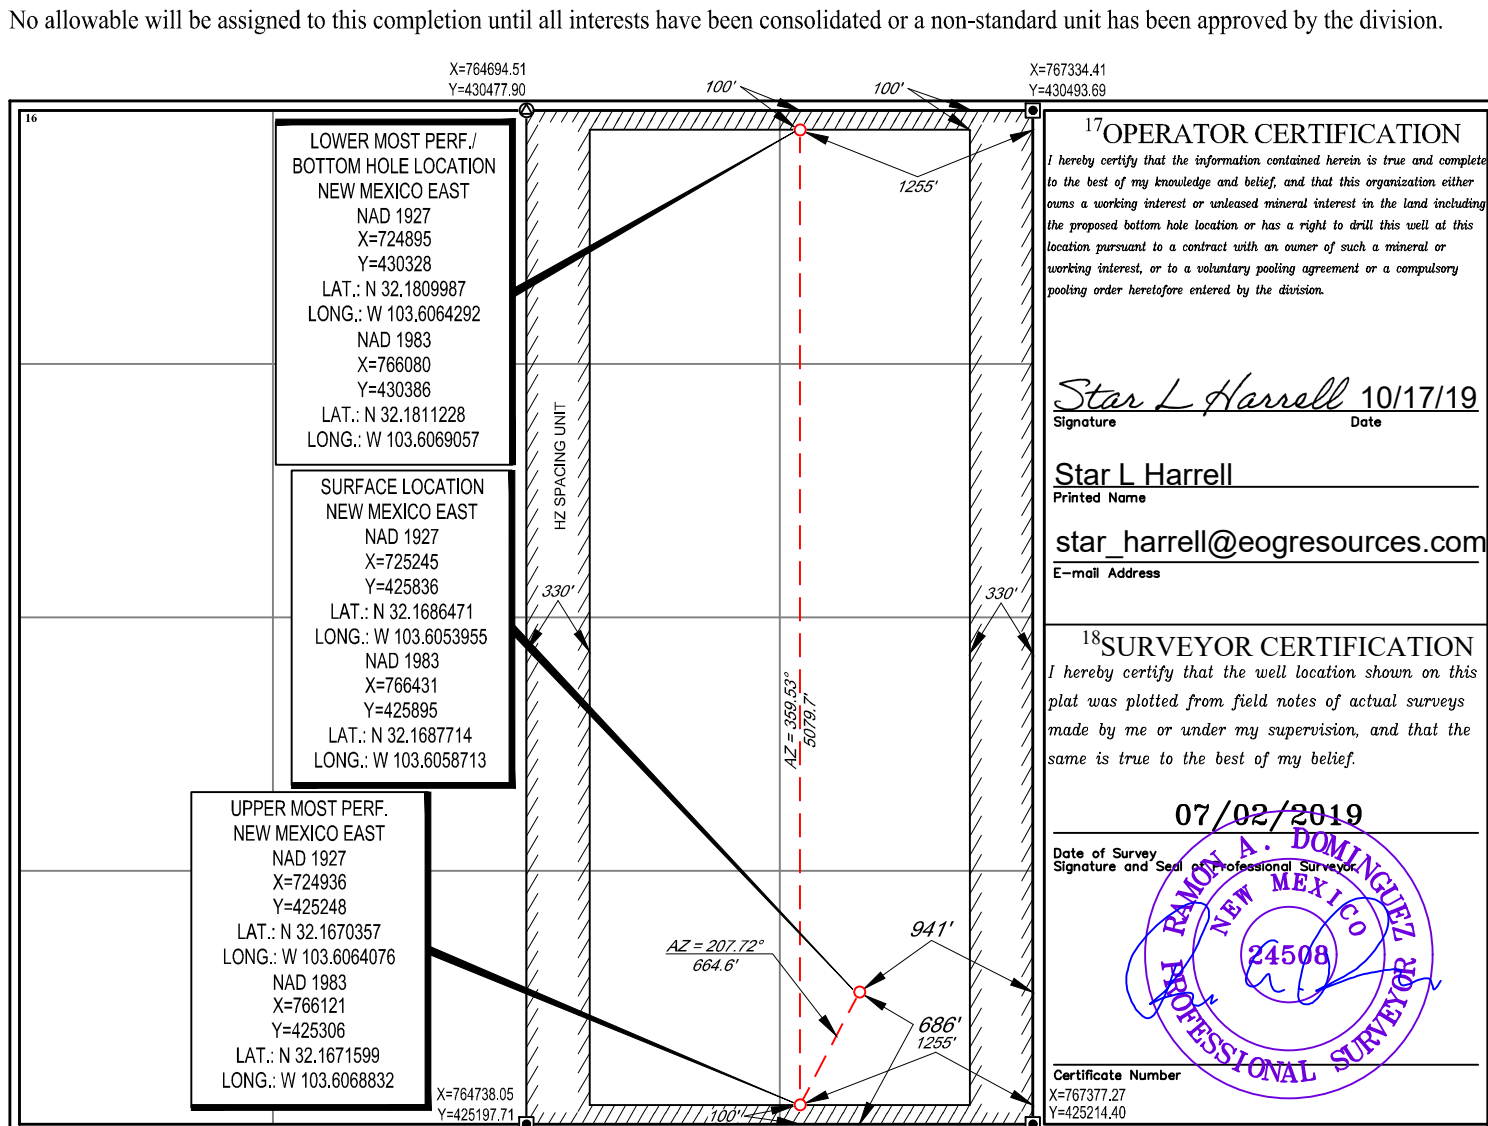 No allowable will be assigned to this completion until all interests have been consolidated or a non-standard unit has been approved by the division.
X=764694.51
Y=430477.90
X=767334.41
Y=430493.69
100'
100'
16
1255'
LOWER MOST PERF./
BOTTOM HOLE LOCATION
NEW MEXICO EAST
NAD 1927
X=724895
Y=430328
LAT.: N 32.1809987
LONG.: W 103.6064292
NAD 1983
X=766080
Y=430386
LAT.: N 32.1811228
LONG.: W 103.6069057
SURFACE LOCATION
NEW MEXICO EAST
NAD 1927
X=725245
Y=425836
LAT.: N 32.1686471
LONG.: W 103.6053955
NAD 1983
X=766431
Y=425895
LAT.: N 32.1687714
LONG.: W 103.6058713
UPPER MOST PERF.
NEW MEXICO EAST
NAD 1927
X=724936
Y=425248
LAT.: N 32.1670357
LONG.: W 103.6064076
NAD 1983
X=766121
Y=425306
LAT.: N 32.1671599
LONG.: W 103.6068832
HZ SPACING UNIT
330'
330'
AZ = 359.53°
5079.7'
AZ = 207.72°
664.6'
941'
686'
1255'
100'
X=764738.05
Y=425197.71
17OPERATOR CERTIFICATION
I hereby certify that the information contained herein is true and complete
to the best of my knowledge and belief, and that this organization either
owns a working interest or unleased mineral interest in the land including
the proposed bottom hole location or has a right to drill this well at this
location pursuant to a contract with an owner of such a mineral or
working interest, or to a voluntary pooling agreement or a compulsory
pooling order heretofore entered by the division.
Star L Harrell 10/17/19
Signature Date
Star L Harrell
Printed Name
star_harrell@eogresources.com
E-mail Address
18SURVEYOR CERTIFICATION
I hereby certify that the well location shown on this
plat was plotted from field notes of actual surveys
made by me or under my supervision, and that the
same is true to the best of my belief.
07/02/2019
Date of Survey
Signature and Seal of Professional Surveyor
RAMON A. DOMINGUEZ
NEW MEXICO
24508
PROFESSIONAL SURVEYOR
Certificate Number
X=767377.27
Y=425214.40